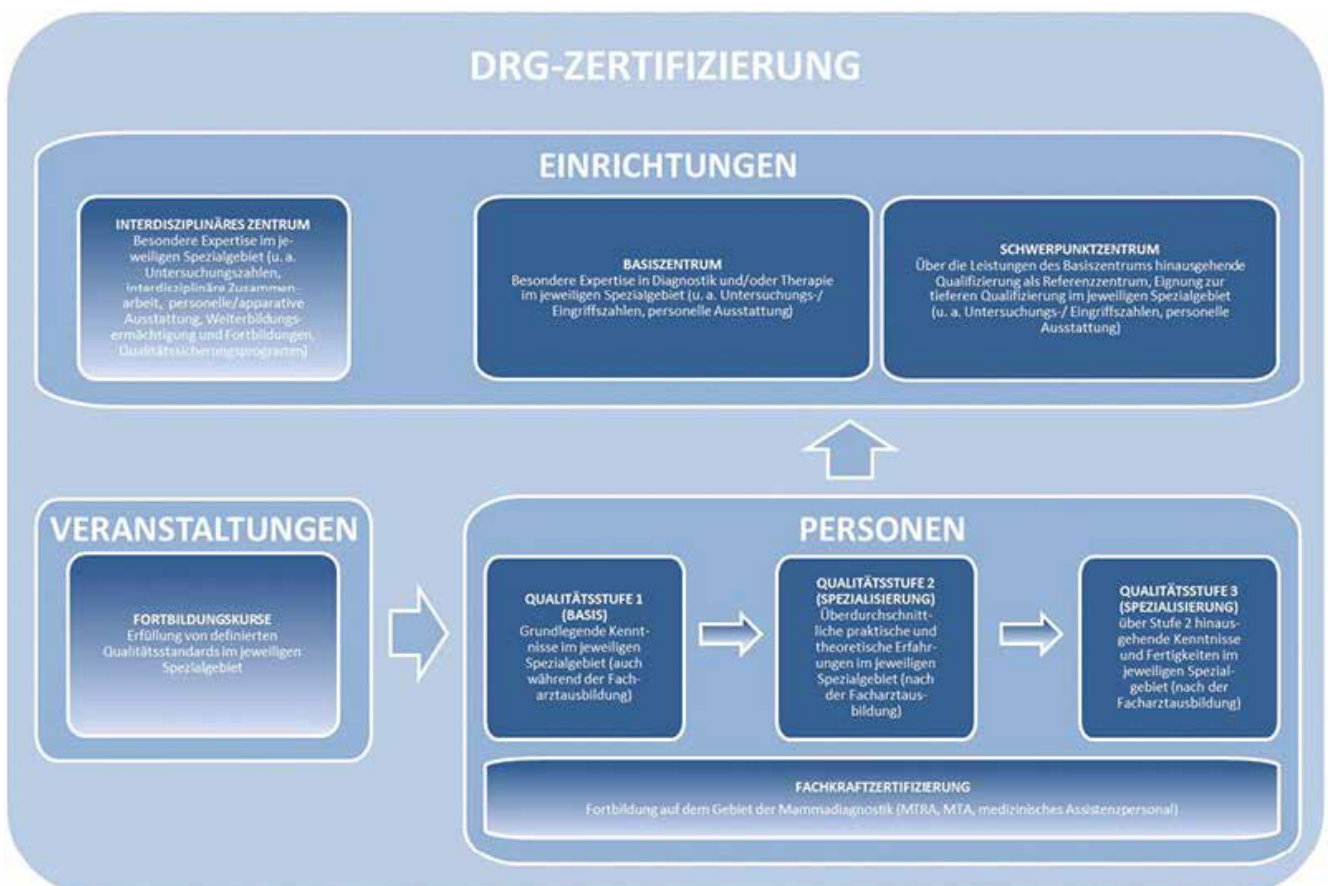 DRG-ZERTIFIZIERUNG
EINRICHTUNGEN
INTERDISZIPLINÄRES ZENTRUM
Besondere Expertise im je-
weiligen Spezialgebiet (u. a.
Untersuchungszahlen,
interdisziplinäre Zusammen-
arbeit, personelle/apparative
Ausstattung, Weiterbildungs-
ermächtigung und Fortbildungen,
Qualitätssicherungsprogramm)
BASISZENTRUM
Besondere Expertise in Diagnostik und/oder Therapie
im jeweiligen Spezialgebiet (u. a. Untersuchungs-/
Eingriffszahlen, personelle Ausstattung)
SCHWERPUNKTZENTRUM
Über die Leistungen des Basiszentrums hinausgehende
Qualifizierung als Referenzzentrum, Eignung zur
tieferen Qualifizierung im jeweiligen Spezialgebiet
(u. a. Untersuchungs-/ Eingriffszahlen, personelle
Ausstattung)
VERANSTALTUNGEN
FORTBILDUNGSKURSE
Erfüllung von definierten
Qualitätsstandards im jeweiligen
Spezialgebiet
PERSONEN
QUALITÄTSSTUFE 1
(BASIS)
Grundlegende Kennt-
nisse im jeweiligen
Spezialgebiet (auch
während der Fach-
arztausbildung)
QUALITÄTSSTUFE 2
(SPEZIALISIERUNG)
Überdurchschnitt-
liche praktische und
theoretische Erfahr-
ungen im jeweiligen
Spezialgebiet (nach
der Facharztaus-
bildung)
QUALITÄTSSTUFE 3
(SPEZIALISIERUNG)
über Stufe 2 hinaus-
gehende Kenntnisse
und Fertigkeiten im
jeweiligen Spezial-
gebiet (nach der
Facharztausbildung)
FACHKRAFTZERTIFIZIERUNG
Fortbildung auf dem Gebiet der Mammadiagnostik (MTRA, MTA, medizinisches Assistenzpersonal)